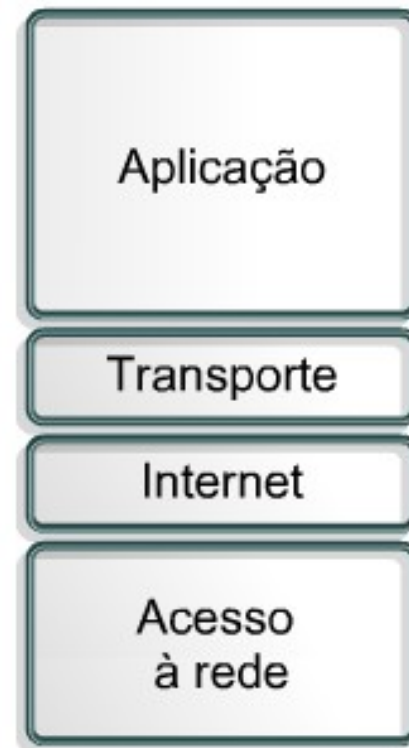 Aplicação
Transporte
Internet
Acesso
à rede